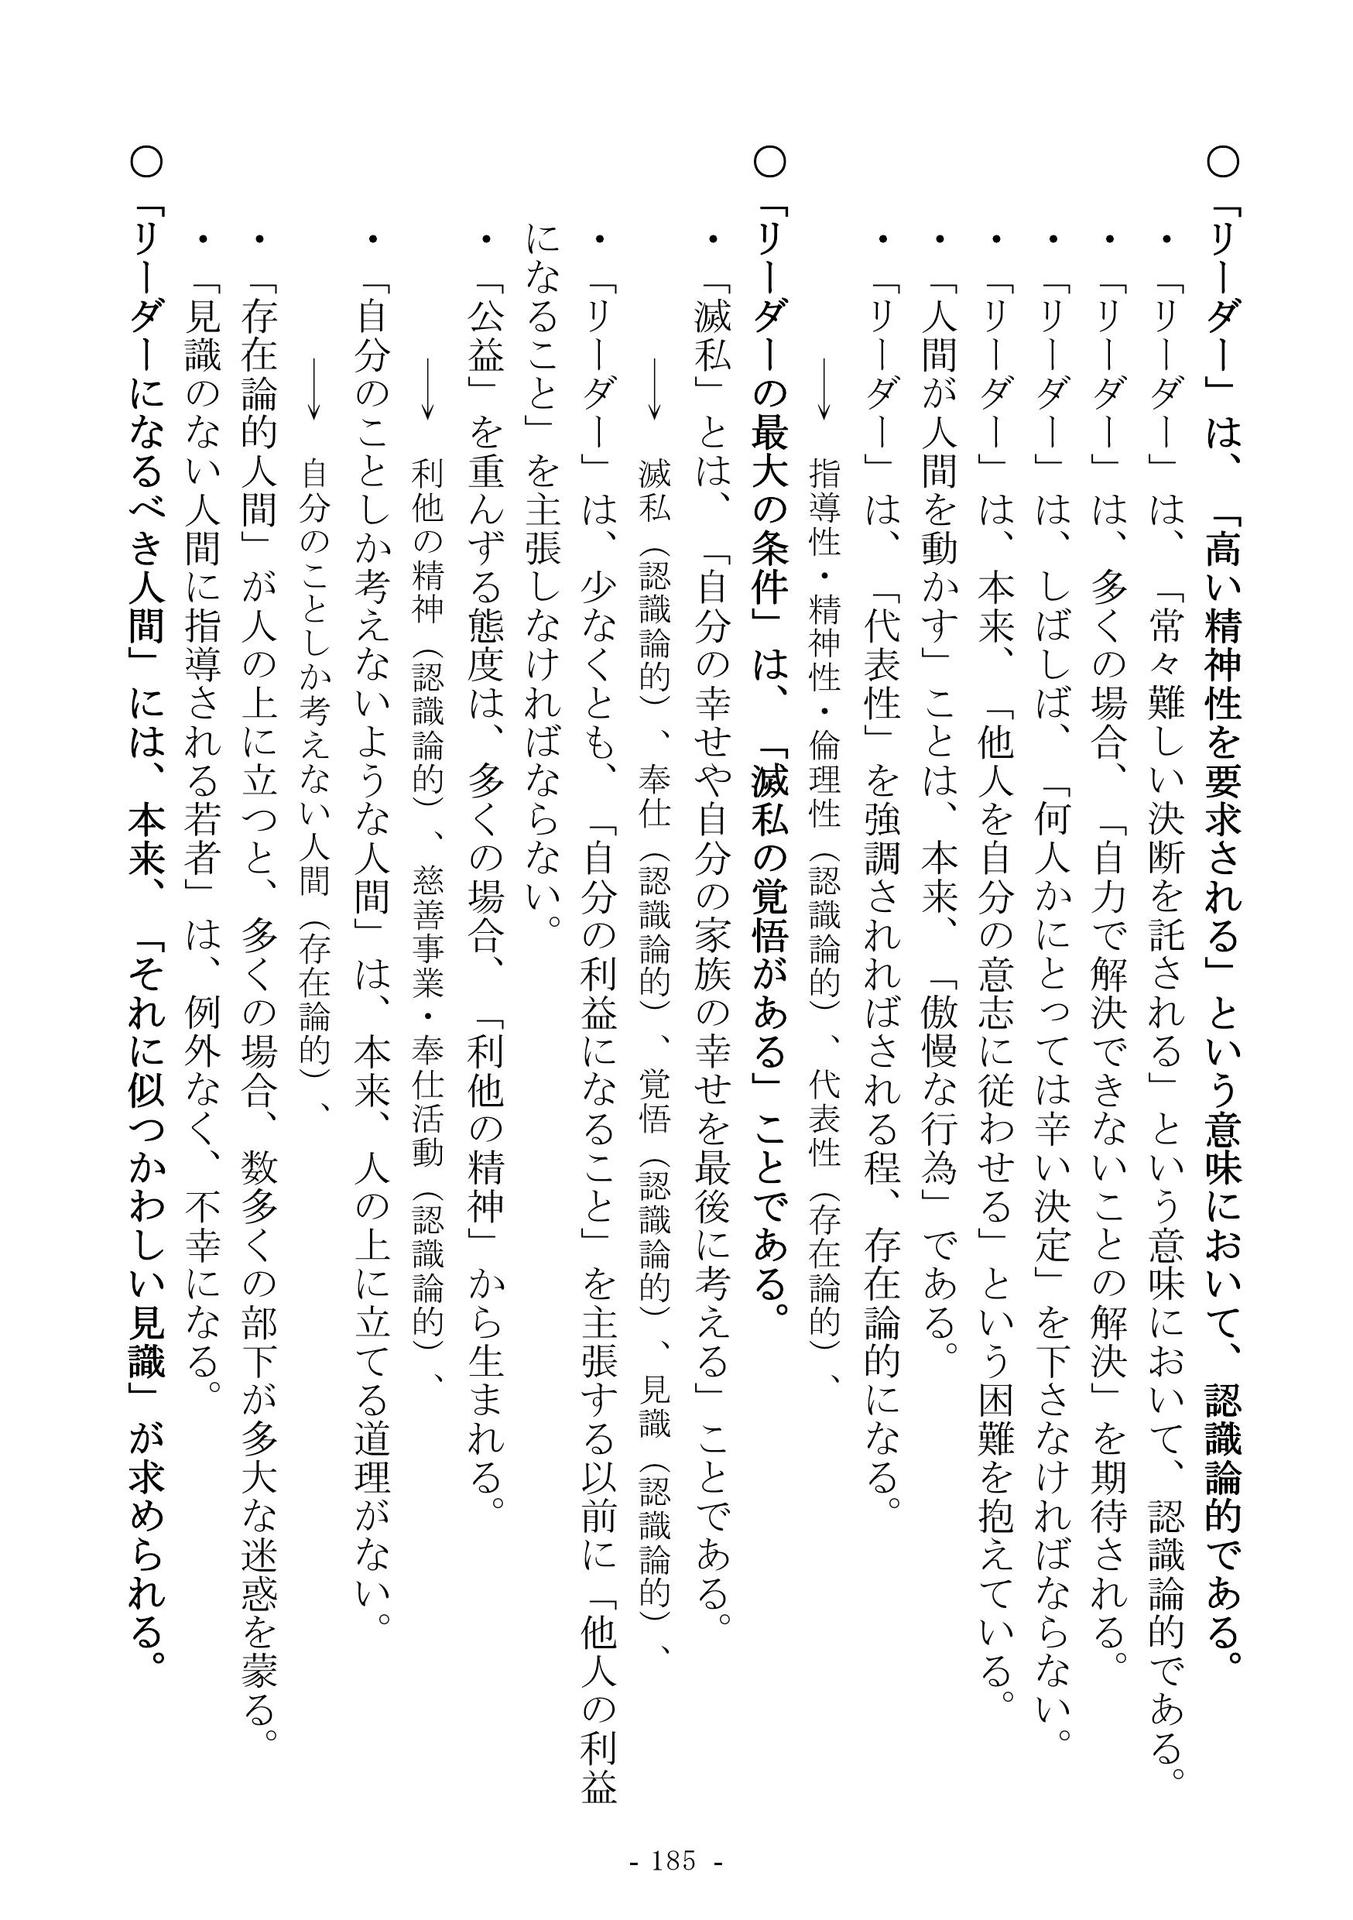 ○「リーダー」は、「高い精神性を要求される」という意味において、認識論的である。
・「リーダー」は、「常々難しい決断を託される」という意味において、認識論的である。
・「リーダー」は、多くの場合、「自力で解決できないことの解決」を期待される。
・「リーダー」は、しばしば、「何人かにとっては辛い決定」を下さなければならない。
・「リーダー」は、本来、「他人を自分の意志に従わせる」という困難を抱えている。
・「人間が人間を動かす」ことは、本来、「傲慢な行為」である。
・「リーダー」は、「代表性」を強調されればされる程、存在論的になる。
→ 指導性・精神性・倫理性（認識論的）、代表性（存在論的）、
○「リーダーの最大の条件」は、「滅私の覚悟がある」ことである。
・「滅私」とは、「自分の幸せや自分の家族の幸せを最後に考える」ことである。
→ 滅私（認識論的）、奉仕（認識論的）、覚悟（認識論的）、見識（認識論的）、
・「リーダー」は、少なくとも、「自分の利益になること」を主張する以前に「他人の利益
になること」を主張しなければならない。
・「公益」を重んずる態度は、多くの場合、「利他の精神」から生まれる。
→ 利他の精神（認識論的）、慈善事業・奉仕活動（認識論的）、
・「自分のことしか考えないような人間」は、本来、人の上に立てる道理がない。
→ 自分のことしか考えない人間（存在論的）、
・「存在論的人間」が人の上に立つと、多くの場合、数多くの部下が多大な迷惑を蒙る。
・「見識のない人間に指導される若者」は、例外なく、不幸になる。
○「リーダーになるべき人間」には、本来、「それに似つかわしい見識」が求められる。
- 185 -